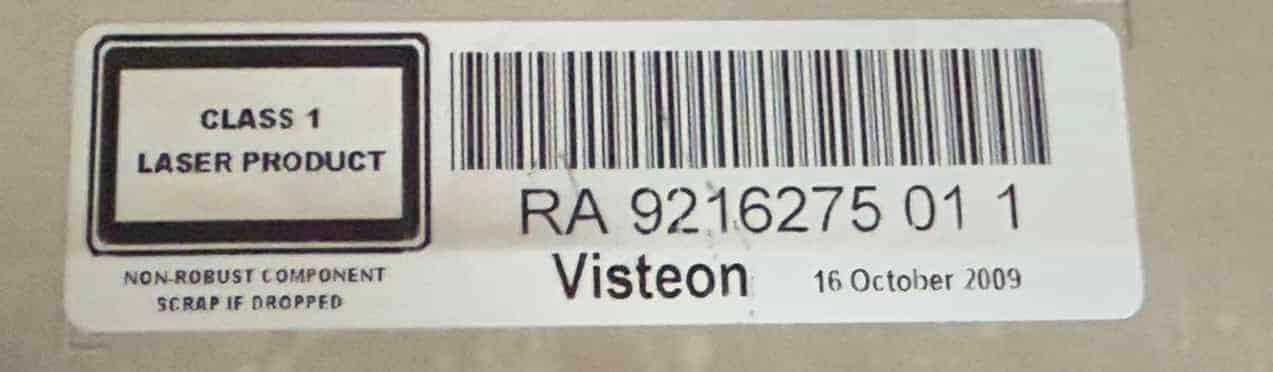 CLASS 1
LASER PRODUCT
NON-ROBUST COMPONENT
SCRAP IF DROPPED
RA 9216275 01 1
Visteon 16 October 2009